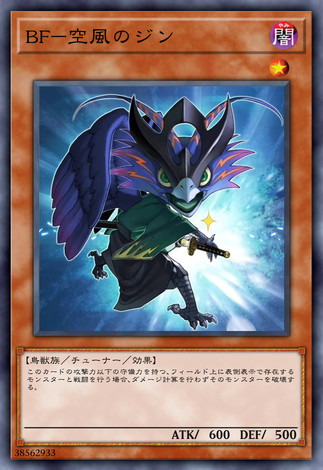 BF－空風のジン
やみ
闇
【鳥獣族／チューナー／効果】
このカードの攻撃力以下の守備力を持つ、フィールド上に表側表示で存在する
モンスターと戦闘を行う場合、ダメージ計算を行わずそのモンスターを破壊す
る。
ATK/ 600 DEF/ 500
38562933